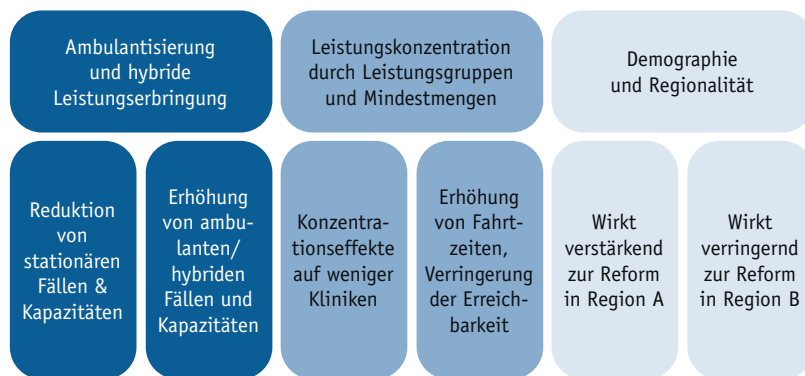 Ambulantisierung
und hybride
Leistungserbringung
Leistungskonzentration
durch Leistungsgruppen
und Mindestmengen
Demographie
und Regionalität
Reduktion
von
stationären
Fällen &
Kapazitäten
Erhöhung
von ambu-
lanten/
hybriden
Fällen und
Kapazitäten
Konzentra-
tionseffekte
auf weniger
Kliniken
Erhöhung
von Fahrt-
zeiten,
Verringerung
der Erreich-
barkeit
Wirkt
verstärkend
zur Reform
in Region A
Wirkt
verringernd
zur Reform
in Region B